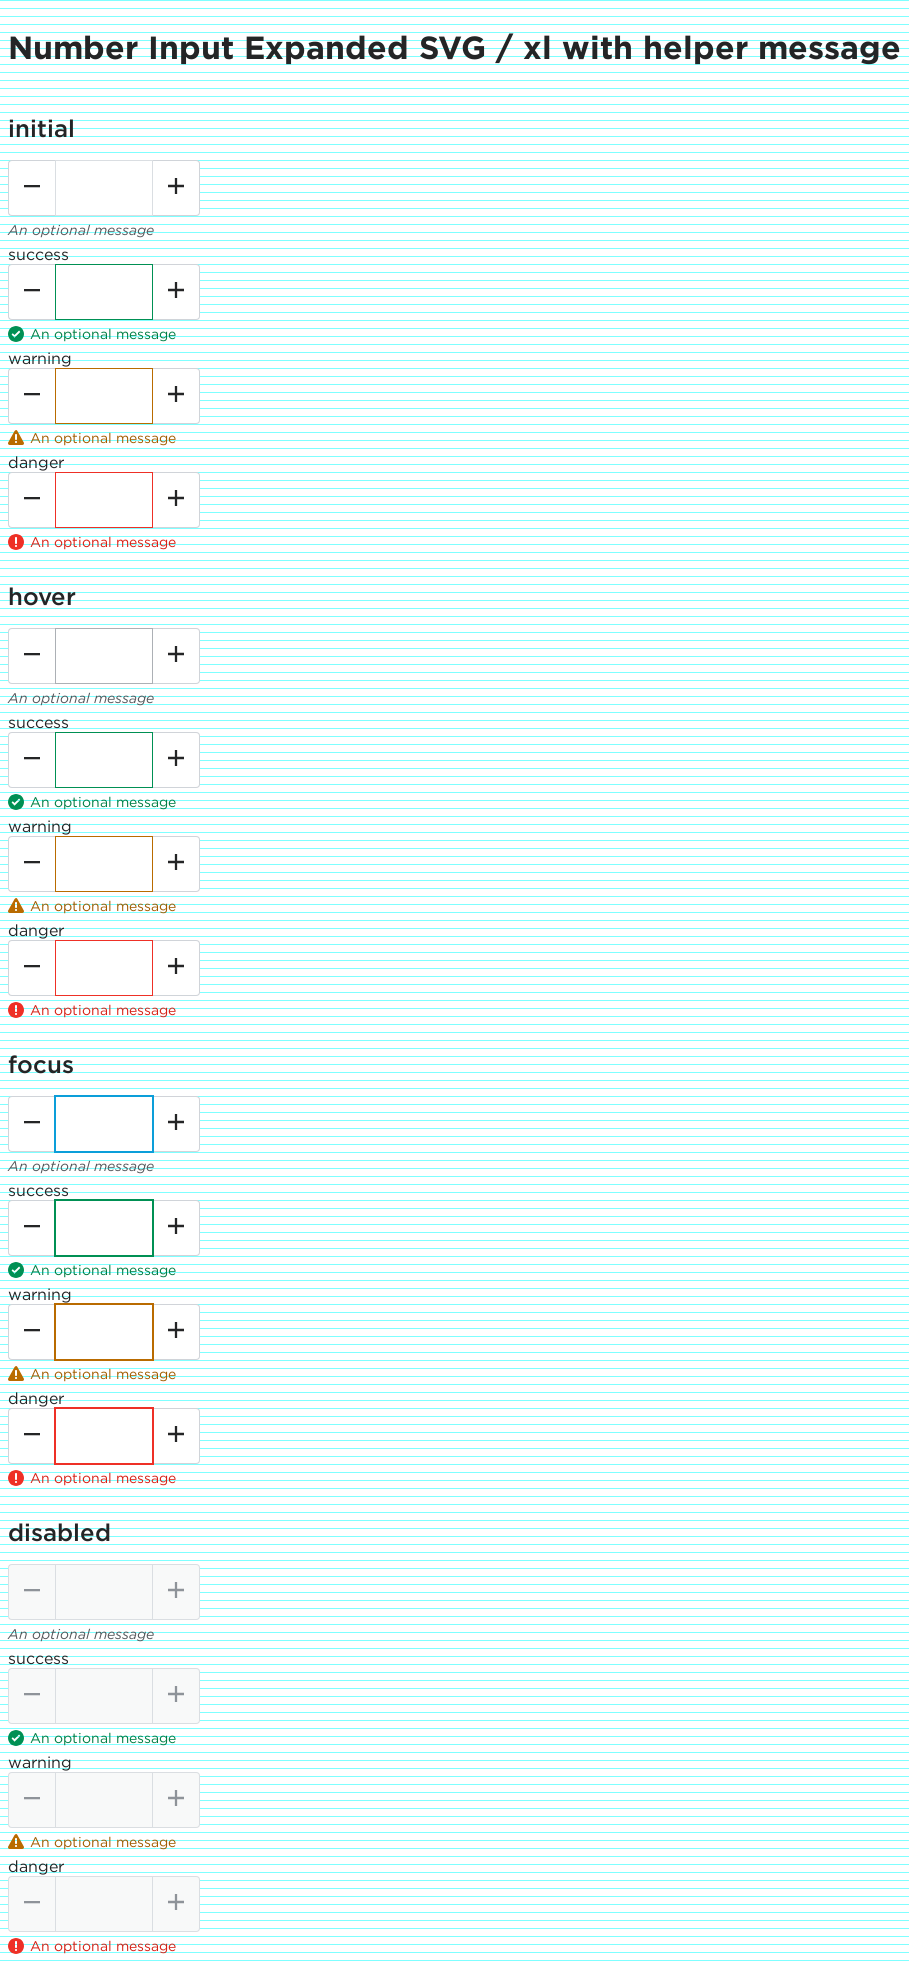 Number Input Expanded SVG / xl with helper message
initial
An optional message
success
An optional message
warning
An optional message
danger
An optional message
hover
An optional message
success
An optional message
warning
An optional message
danger
An optional message
focus
An optional message
success
An optional message
warning
An optional message
danger
An optional message
disabled
An optional message
success
An optional message
warning
An optional message
danger
An optional message